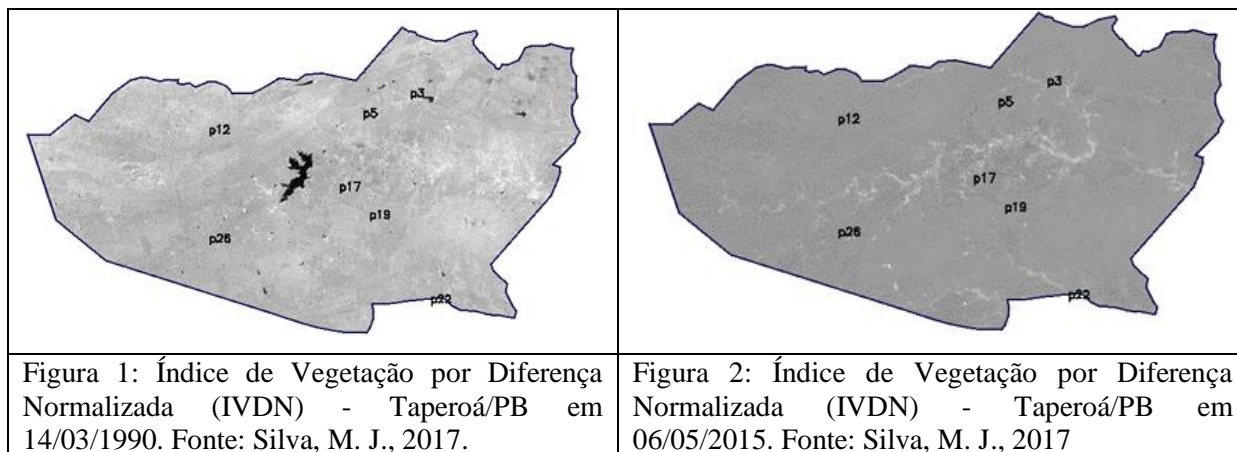 p3
p5
p12
p17
p19
p26
p22
p3
p5
p12
p17
p19
p26
p22
Figura 1: Índice de Vegetação por Diferença
Normalizada (IVDN) - Taperoá/PB em
14/03/1990. Fonte: Silva, M. J., 2017.
Figura 2: Índice de Vegetação por Diferença
Normalizada (IVDN) - Taperoá/PB em
06/05/2015. Fonte: Silva, M. J., 2017